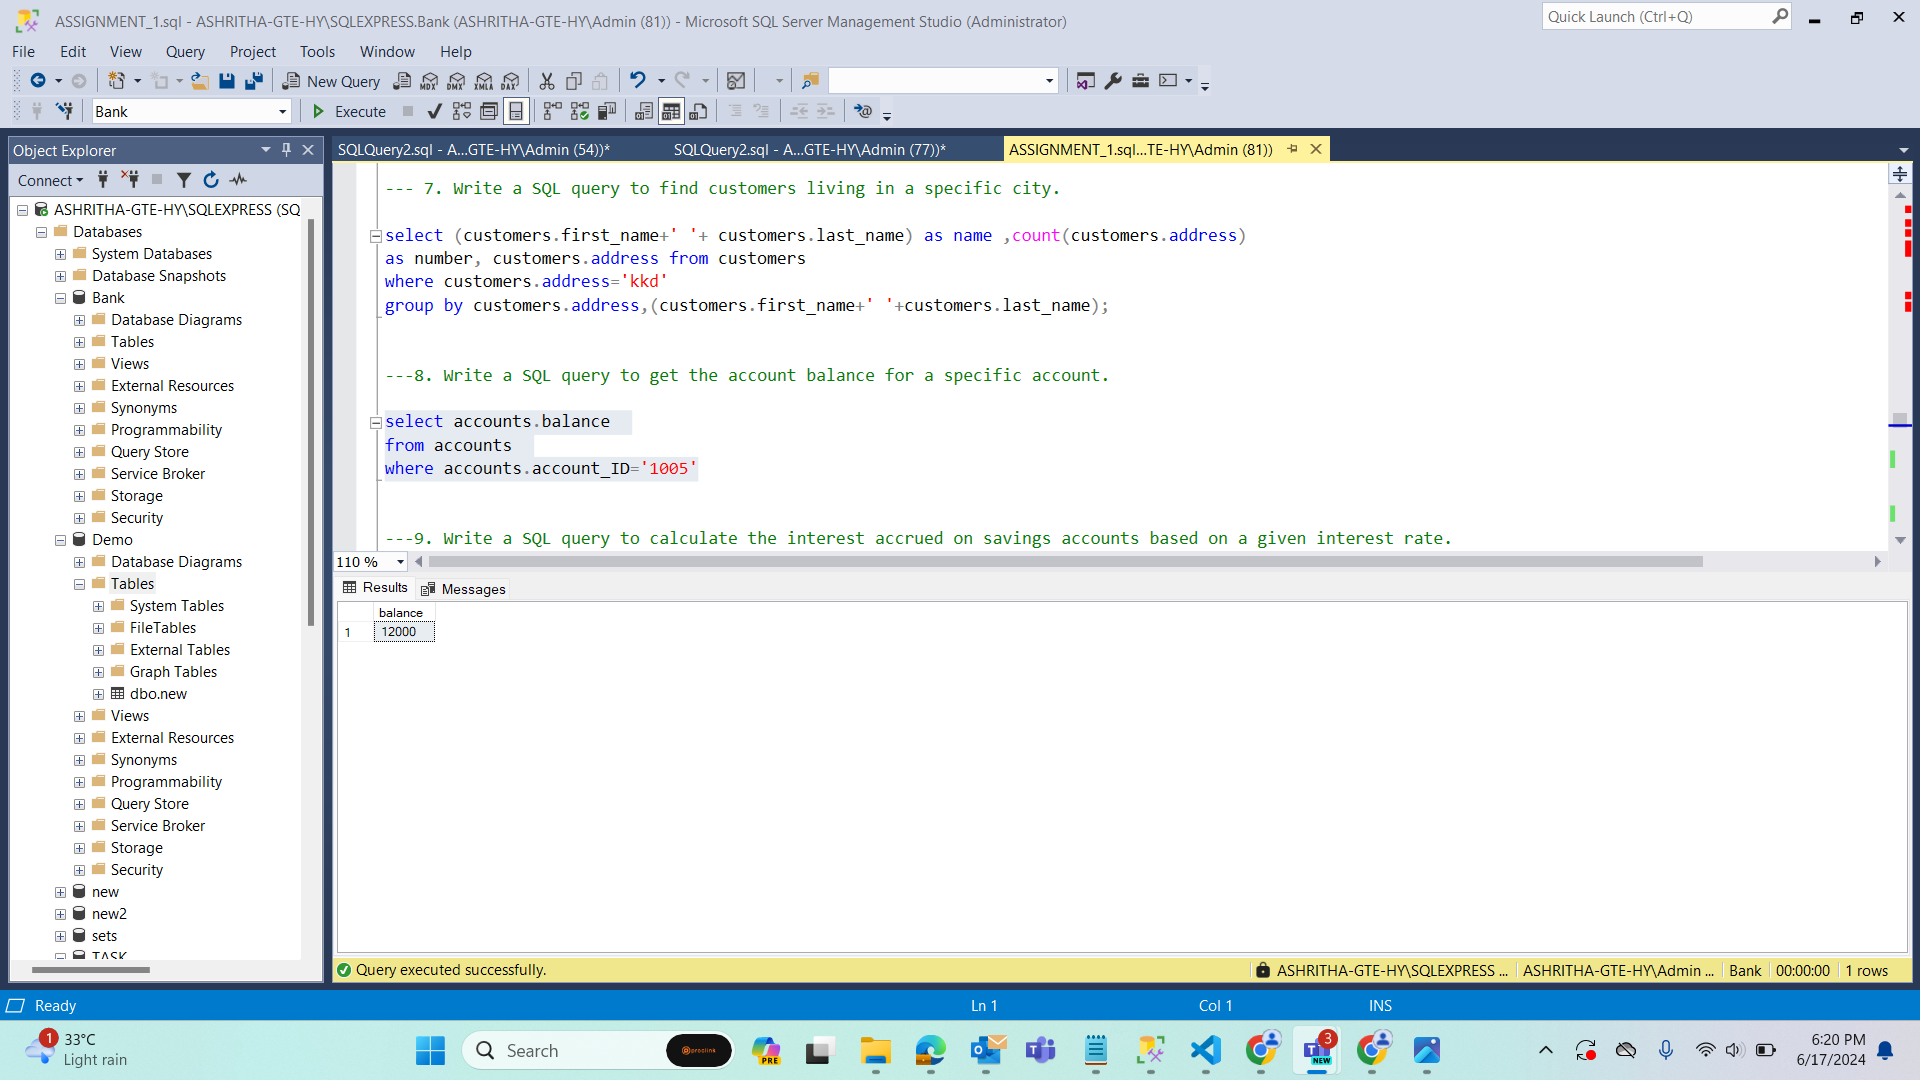 ASSIGNMENT_1.sql - ASHRITHA-GTE-HY\SQLEXPRESS.Bank (ASHRITHA-GTE-HY\Admin (81)) - Microsoft SQL Server Management Studio (Administrator)
Quick Launch (Ctrl+Q)
File Edit View Query Project Tools Window Help
New Query MDX DMX XMLA DAX
Bank Execute
Object Explorer
SQLQuery2.sql - A...GTE-HY\Admin (54))*
SQLQuery2.sql - A...GTE-HY\Admin (77))*
ASSIGNMENT_1.sql...TE-HY\Admin (81))
Connect
ASHRITHA-GTE-HY\SQLEXPRESS (SQ
Databases
System Databases
Database Snapshots
Bank
Database Diagrams
Tables
Views
External Resources
Synonyms
Programmability
Query Store
Service Broker
Storage
Security
Demo
Database Diagrams
Tables
System Tables
FileTables
External Tables
Graph Tables
dbo.new
Views
External Resources
Synonyms
Programmability
Query Store
Service Broker
Storage
Security
new
new2
sets
TASK
--- 7. Write a SQL query to find customers living in a specific city.
select (customers.first_name+' '+ customers.last_name) as name ,count(customers.address)
as number, customers.address from customers
where customers.address='kkd'
group by customers.address,(customers.first_name+' '+customers.last_name);
---8. Write a SQL query to get the account balance for a specific account.
select accounts.balance
from accounts
where accounts.account_ID='1005'
---9. Write a SQL query to calculate the interest accrued on savings accounts based on a given interest rate.
110 %
Results Messages
balance
1 12000
Query executed successfully.
ASHRITHA-GTE-HY\SQLEXPRESS ... ASHRITHA-GTE-HY\Admin ... Bank 00:00:00 1 rows
Ready Ln 1 Col 1 INS
1
33°C
Light rain
Search
PRE
NEW
3
6:20 PM
6/17/2024